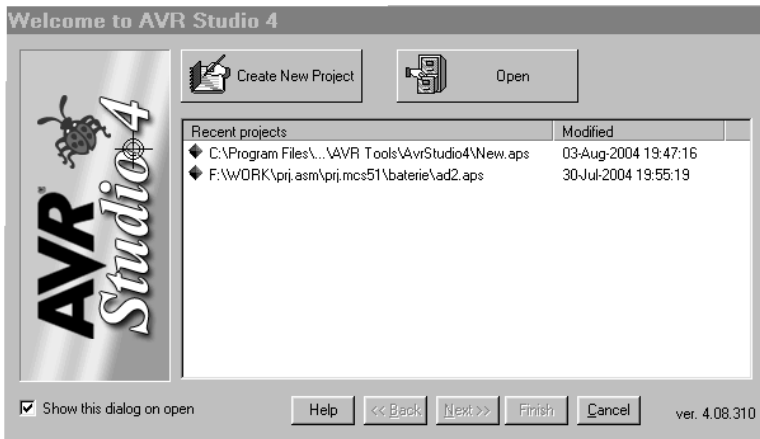 Welcome to AVR Studio 4
Create New Project
Open
AVR®
Studio 4
Recent projects Modified
C:\Program Files\...\AVR Tools\AvrStudio4\New.aps 03-Aug-2004 19:47:16
F:\WORK\prj.asm\prj.mcs51\baterie\ad2.aps 30-Jul-2004 19:55:19
Show this dialog on open
Help
<< Back
Next >>
Finish
Cancel
ver. 4.08.310